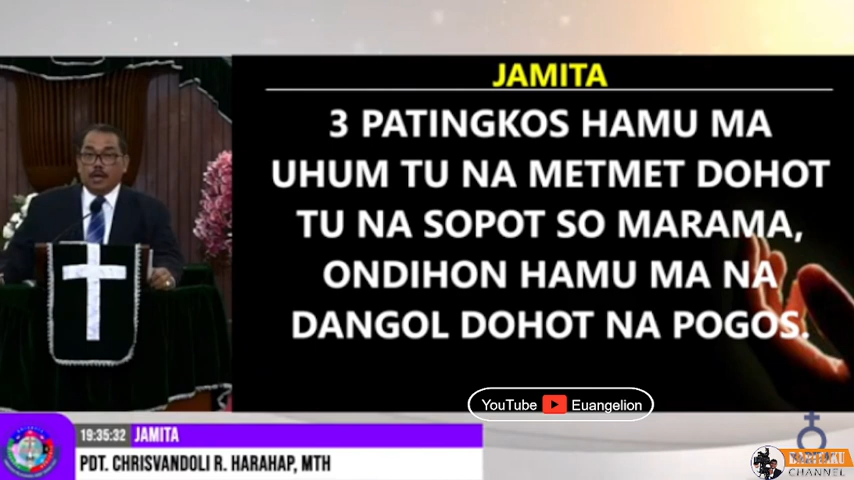 JAMITA
3 PATINGKOS HAMU MA
UHUM TU NA METMET DOHOT
TU NA SOPOT SO MARAMA,
ONDIHON HAMU MA NA
DANGOL DOHOT NA POGOS.
YouTube Euangelion
19:35:32 JAMITA
PDT. CHRISVANDOLI R. HARAHAP, MTH
CHANNEL